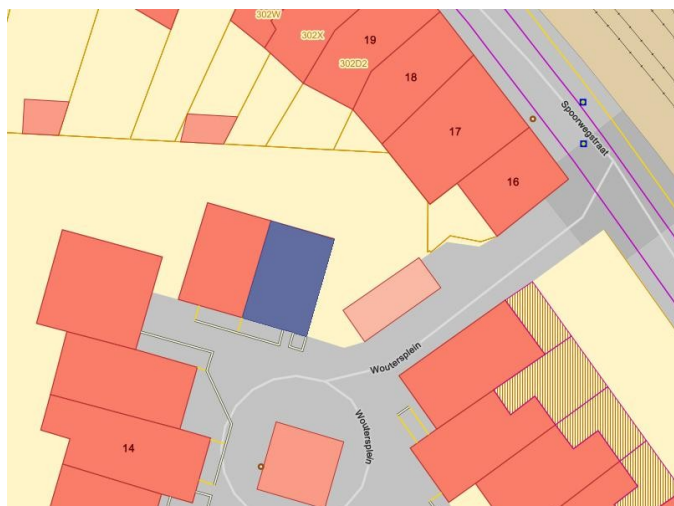 302W
302X
19
302D2
18
17
16
Spoorwegstraat
Woutersplein
Woutersplein
14